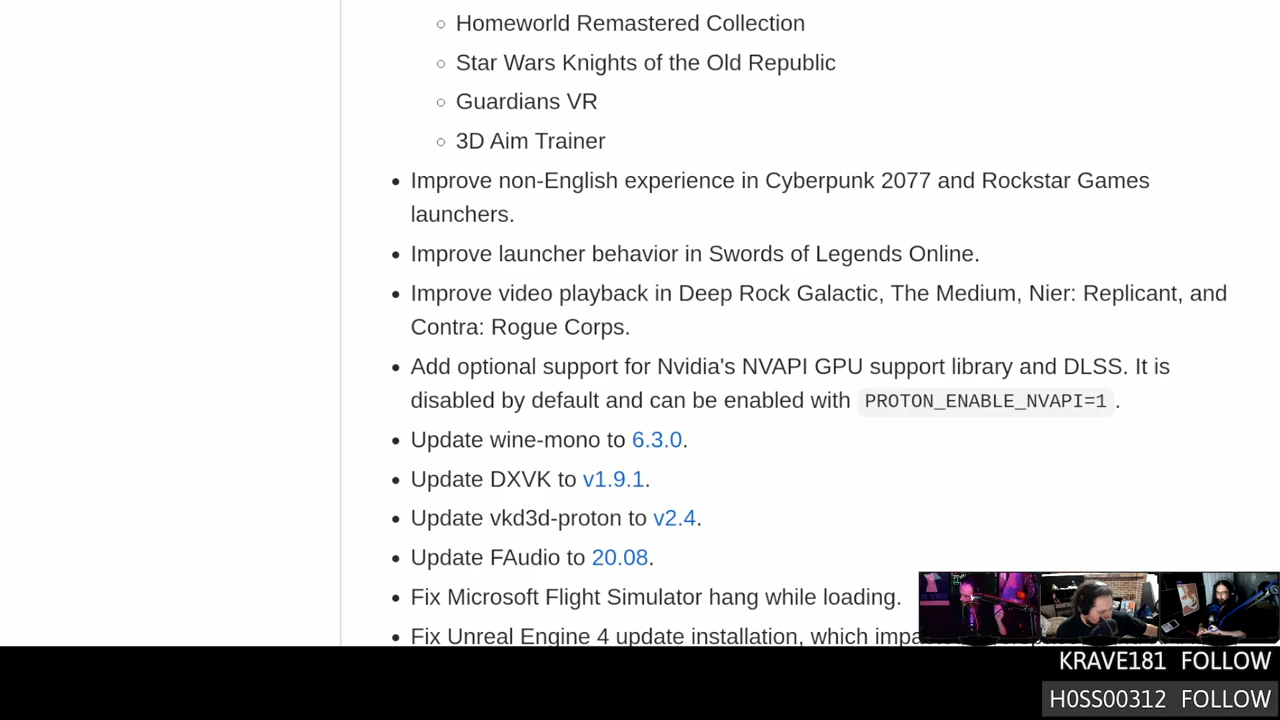 Homeworld Remastered Collection
Star Wars Knights of the Old Republic
Guardians VR
3D Aim Trainer
Improve non-English experience in Cyberpunk 2077 and Rockstar Games
launchers.
Improve launcher behavior in Swords of Legends Online.
Improve video playback in Deep Rock Galactic, The Medium, Nier: Replicant, and
Contra: Rogue Corps.
Add optional support for Nvidia's NVAPI GPU support library and DLSS. It is
disabled by default and can be enabled with PROTON_ENABLE_NVAPI=1.
Update wine-mono to 6.3.0.
Update DXVK to v1.9.1.
Update vkd3d-proton to v2.4.
Update FAudio to 20.08.
Fix Microsoft Flight Simulator hang while loading.
Fix Unreal Engine 4 update installation, which
KRAVE181 FOLLOW
H0SS00312 FOLLOW